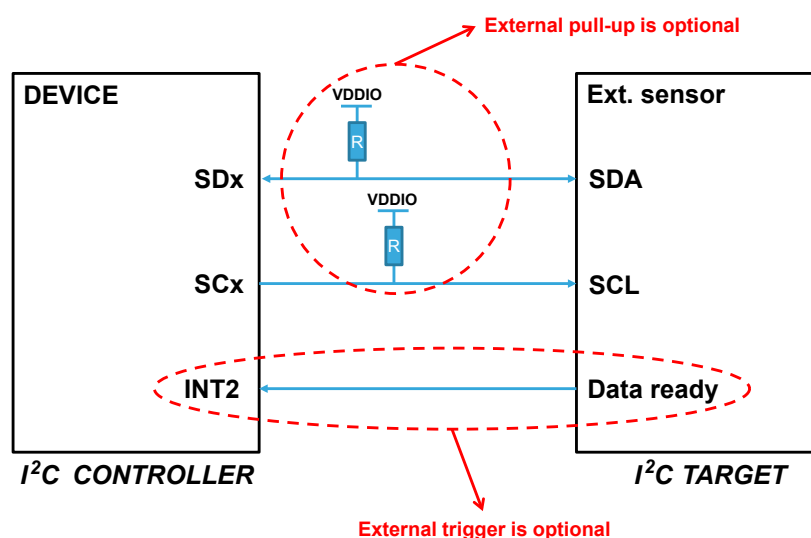 External pull-up is optional
DEVICE
Ext. sensor
VDDIO
R
SDx
SDA
VDDIO
R
SCx
SCL
INT2
Data ready
I²C CONTROLLER
I²C TARGET
External trigger is optional